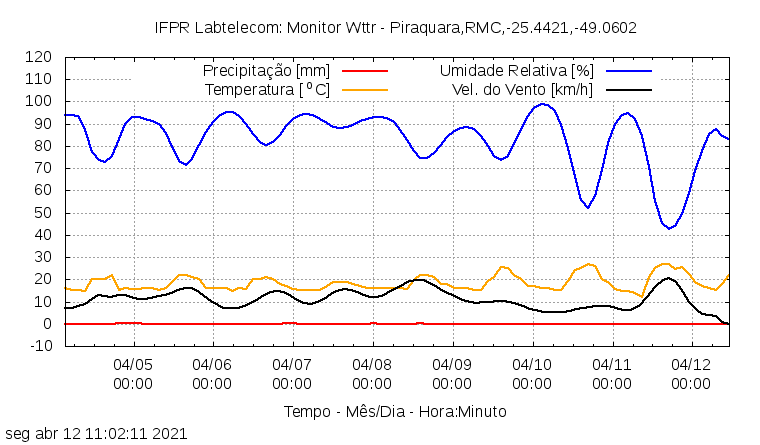 IFPR Labtelecom: Monitor Wttr - Piraquara,RMC,-25.4421,-49.0602
120
110
100
90
80
70
60
50
40
30
20
10
0
-10
Precipitação [mm]
Temperatura [ ⁰C]
Umidade Relativa [%]
Vel. do Vento [km/h]
04/05 04/06 04/07 04/08 04/09 04/10 04/11 04/12
00:00 00:00 00:00 00:00 00:00 00:00 00:00 00:00
Tempo - Mês/Dia - Hora:Minuto
seg abr 12 11:02:11 2021